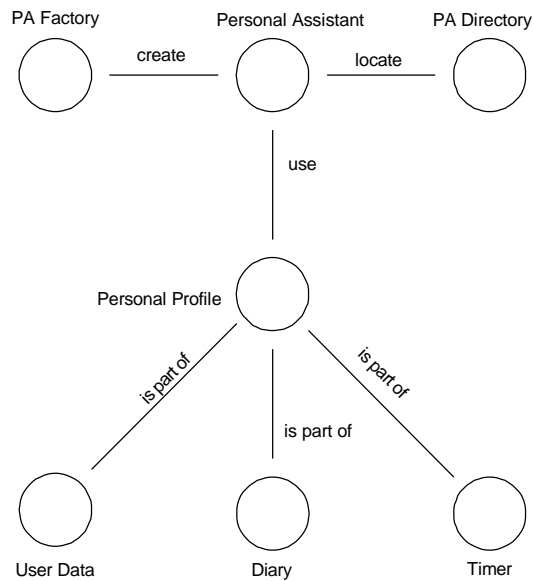 PA Factory
Personal Assistant
PA Directory
create
locate
use
Personal Profile
is part of
is part of
is part of
User Data
Diary
Timer